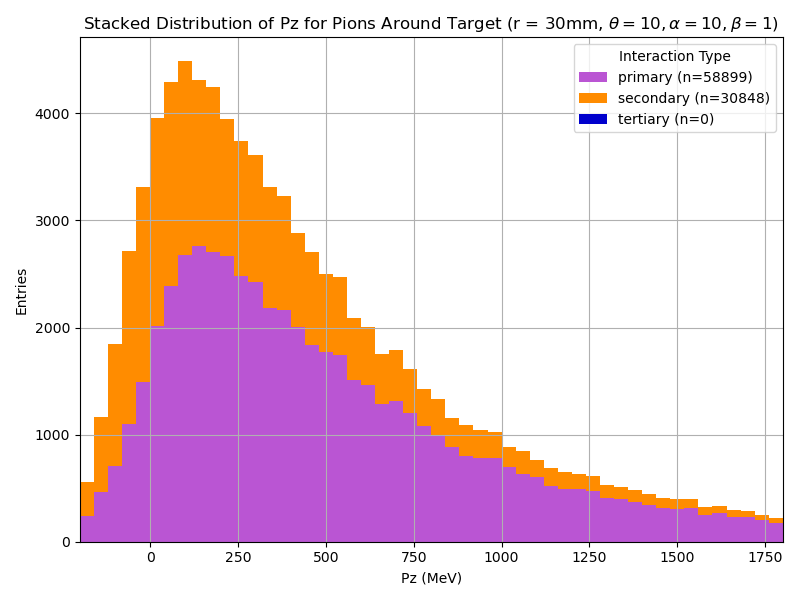 Stacked Distribution of Pz for Pions Around Target (r = 30mm, θ = 10, α = 10, β = 1)
Interaction Type
primary (n=58899)
secondary (n=30848)
tertiary (n=0)
4000
3000
2000
1000
0
Entries
0 250 500 750 1000 1250 1500 1750
Pz (MeV)